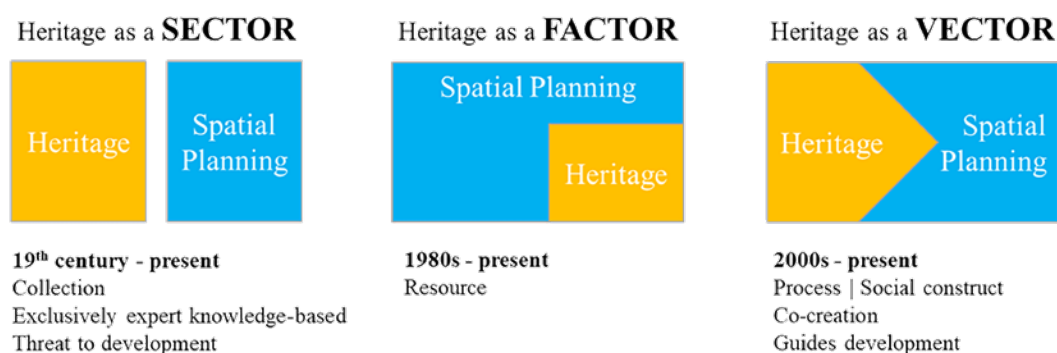 Heritage as a SECTOR
Heritage
Spatial
Planning
19th century - present
Collection
Exclusively expert knowledge-based
Threat to development
Heritage as a FACTOR
Spatial Planning
Heritage
1980s - present
Resource
Heritage as a VECTOR
Heritage
Spatial
Planning
2000s - present
Process | Social construct
Co-creation
Guides development